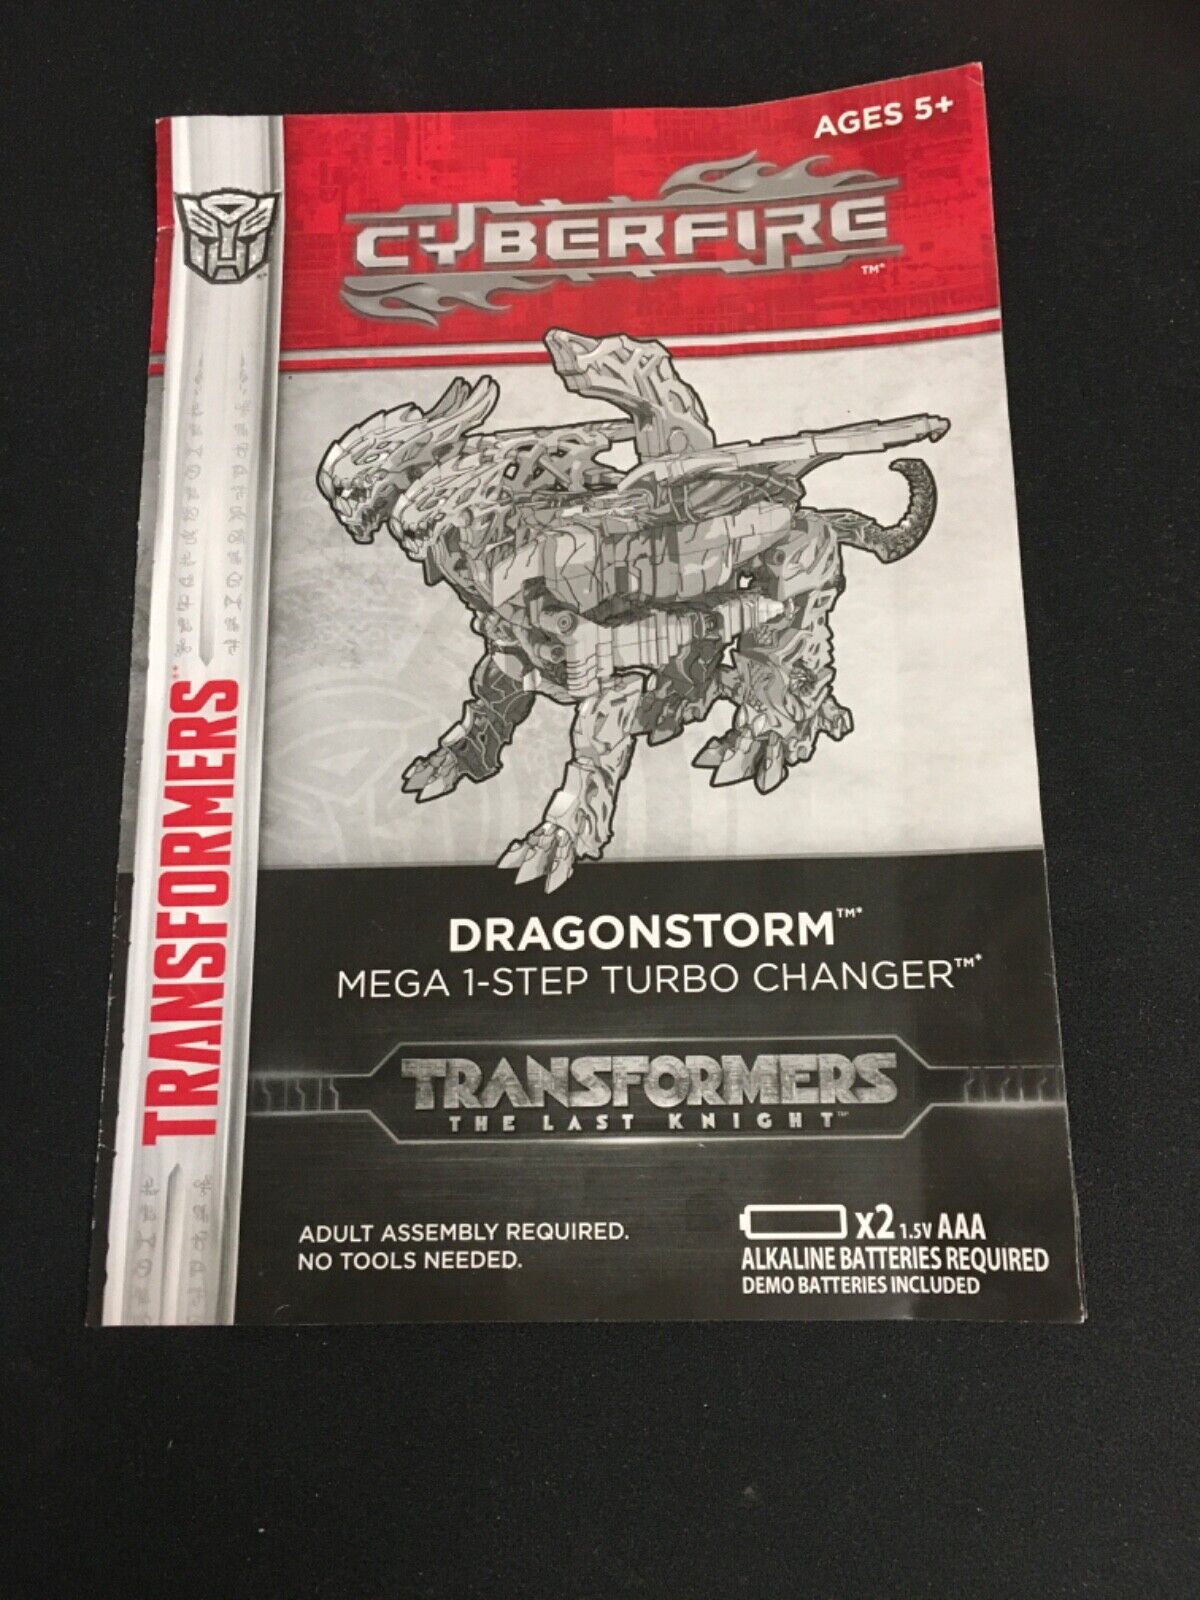 AGES 5+
CYBERFIRE
TM*
TRANSFORMERS
DRAGONSTORM™*
MEGA 1-STEP TURBO CHANGER™*
TRANSFORMERS
THE LAST KNIGHT™
ADULT ASSEMBLY REQUIRED.
NO TOOLS NEEDED.
x2 1.5V AAA
ALKALINE BATTERIES REQUIRED
DEMO BATTERIES INCLUDED